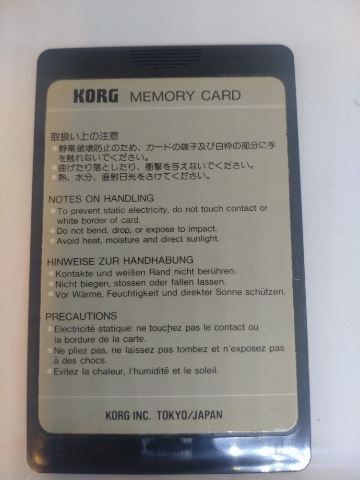 KORG MEMORY CARD
取扱い上の注意
●静電破壊防止のため、カードの端子及び白枠の部分に手
を触れないでください。
●曲げたり落としたり、衝撃を与えないでください。
●熱、水分、直射日光をさけてください。
NOTES ON HANDLING
●To prevent static electricity, do not touch contact or
white border of card.
●Do not bend, drop, or expose to impact.
●Avoid heat, moisture and direct sunlight.
HINWEISE ZUR HANDHABUNG
●Kontakte und weißen Rand nicht berühren.
●Nicht biegen, stossen oder fallen lassen.
●Vor Wärme, Feuchtigkeit und direkter Sonne schützen.
PRECAUTIONS
●Electricité statique: ne touçhez pas le contact ou
la bordure de la carte.
●Ne pliez pas, ne laissez pas tombez et n'exposez pas
à des chocs.
●Evitez la chaleur, l'humidité et le soleil.
KORG INC. TOKYO/JAPAN